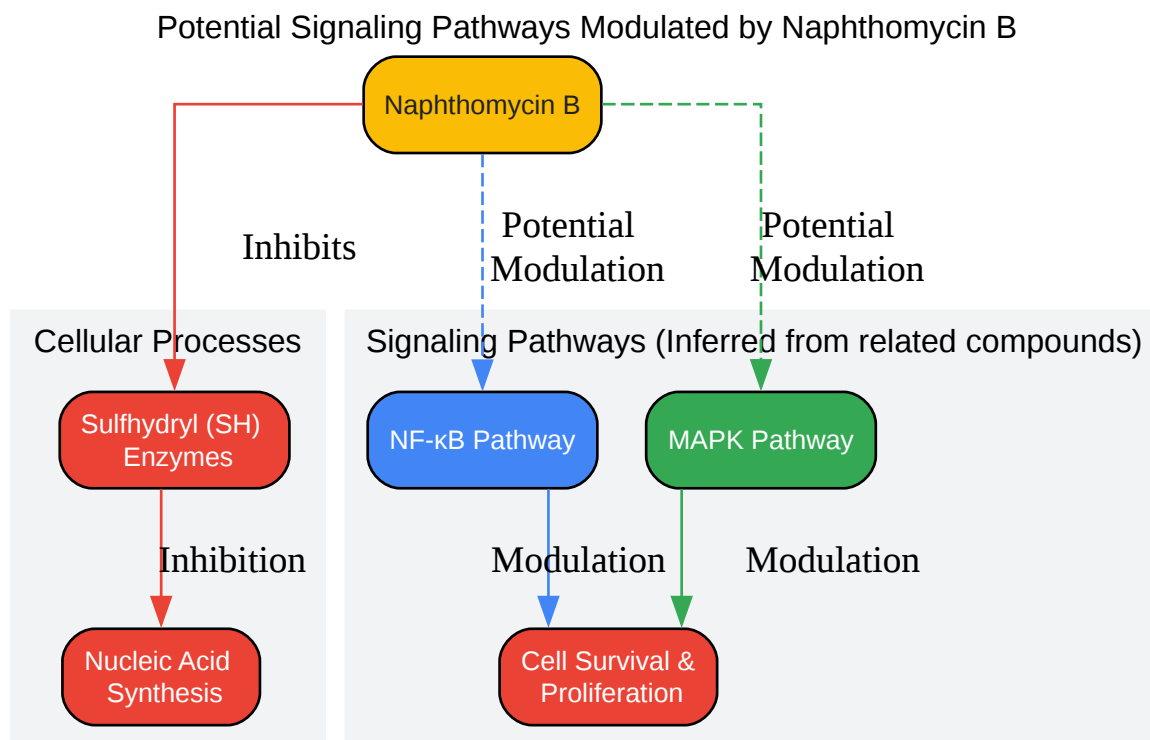 Potential Signaling Pathways Modulated by Naphthomycin B
Naphthomycin B
Inhibits
Potential
Modulation
Potential
Modulation
Cellular Processes
Signaling Pathways (Inferred from related compounds)
Sulfhydryl (SH)
Enzymes
NF-κB Pathway
MAPK Pathway
Inhibition
Modulation
Modulation
Nucleic Acid
Synthesis
Cell Survival &
Proliferation